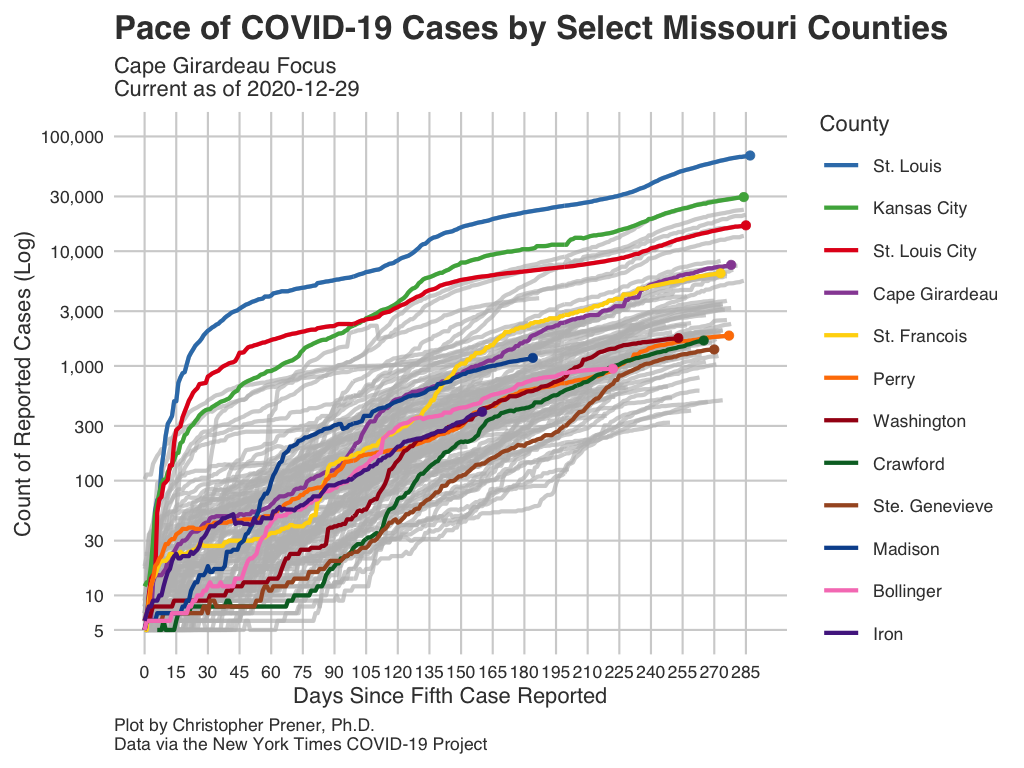 Pace of COVID-19 Cases by Select Missouri Counties
Cape Girardeau Focus
Current as of 2020-12-29
County
St. Louis
Kansas City
St. Louis City
Cape Girardeau
St. Francois
Perry
Washington
Crawford
Ste. Genevieve
Madison
Bollinger
Iron
Count of Reported Cases (Log)
100,000
30,000
10,000
3,000
1,000
300
100
30
10
5
0 15 30 45 60 75 90 105 120 135 150 165 180 195 210 225 240 255 270 285
Days Since Fifth Case Reported
Plot by Christopher Prener, Ph.D.
Data via the New York Times COVID-19 Project